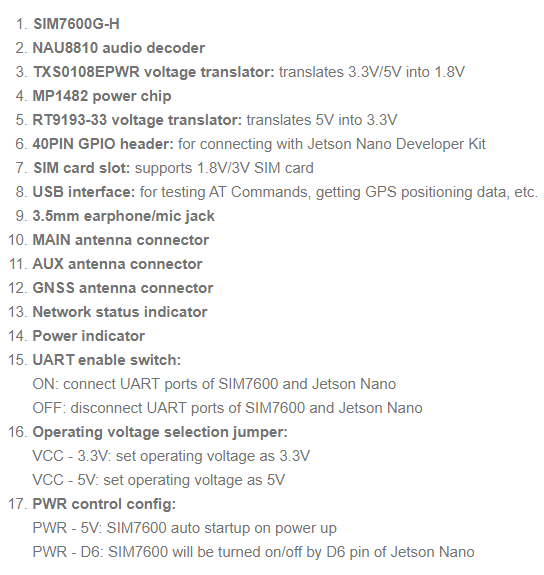 1. SIM7600G-H
2. NAU8810 audio decoder
3. TXS0108EPWR voltage translator: translates 3.3V/5V into 1.8V
4. MP1482 power chip
5. RT9193-33 voltage translator: translates 5V into 3.3V
6. 40PIN GPIO header: for connecting with Jetson Nano Developer Kit
7. SIM card slot: supports 1.8V/3V SIM card
8. USB interface: for testing AT Commands, getting GPS positioning data, etc.
9. 3.5mm earphone/mic jack
10. MAIN antenna connector
11. AUX antenna connector
12. GNSS antenna connector
13. Network status indicator
14. Power indicator
15. UART enable switch:
ON: connect UART ports of SIM7600 and Jetson Nano
OFF: disconnect UART ports of SIM7600 and Jetson Nano
16. Operating voltage selection jumper:
VCC - 3.3V: set operating voltage as 3.3V
VCC - 5V: set operating voltage as 5V
17. PWR control config:
PWR - 5V: SIM7600 auto startup on power up
PWR - D6: SIM7600 will be turned on/off by D6 pin of Jetson Nano